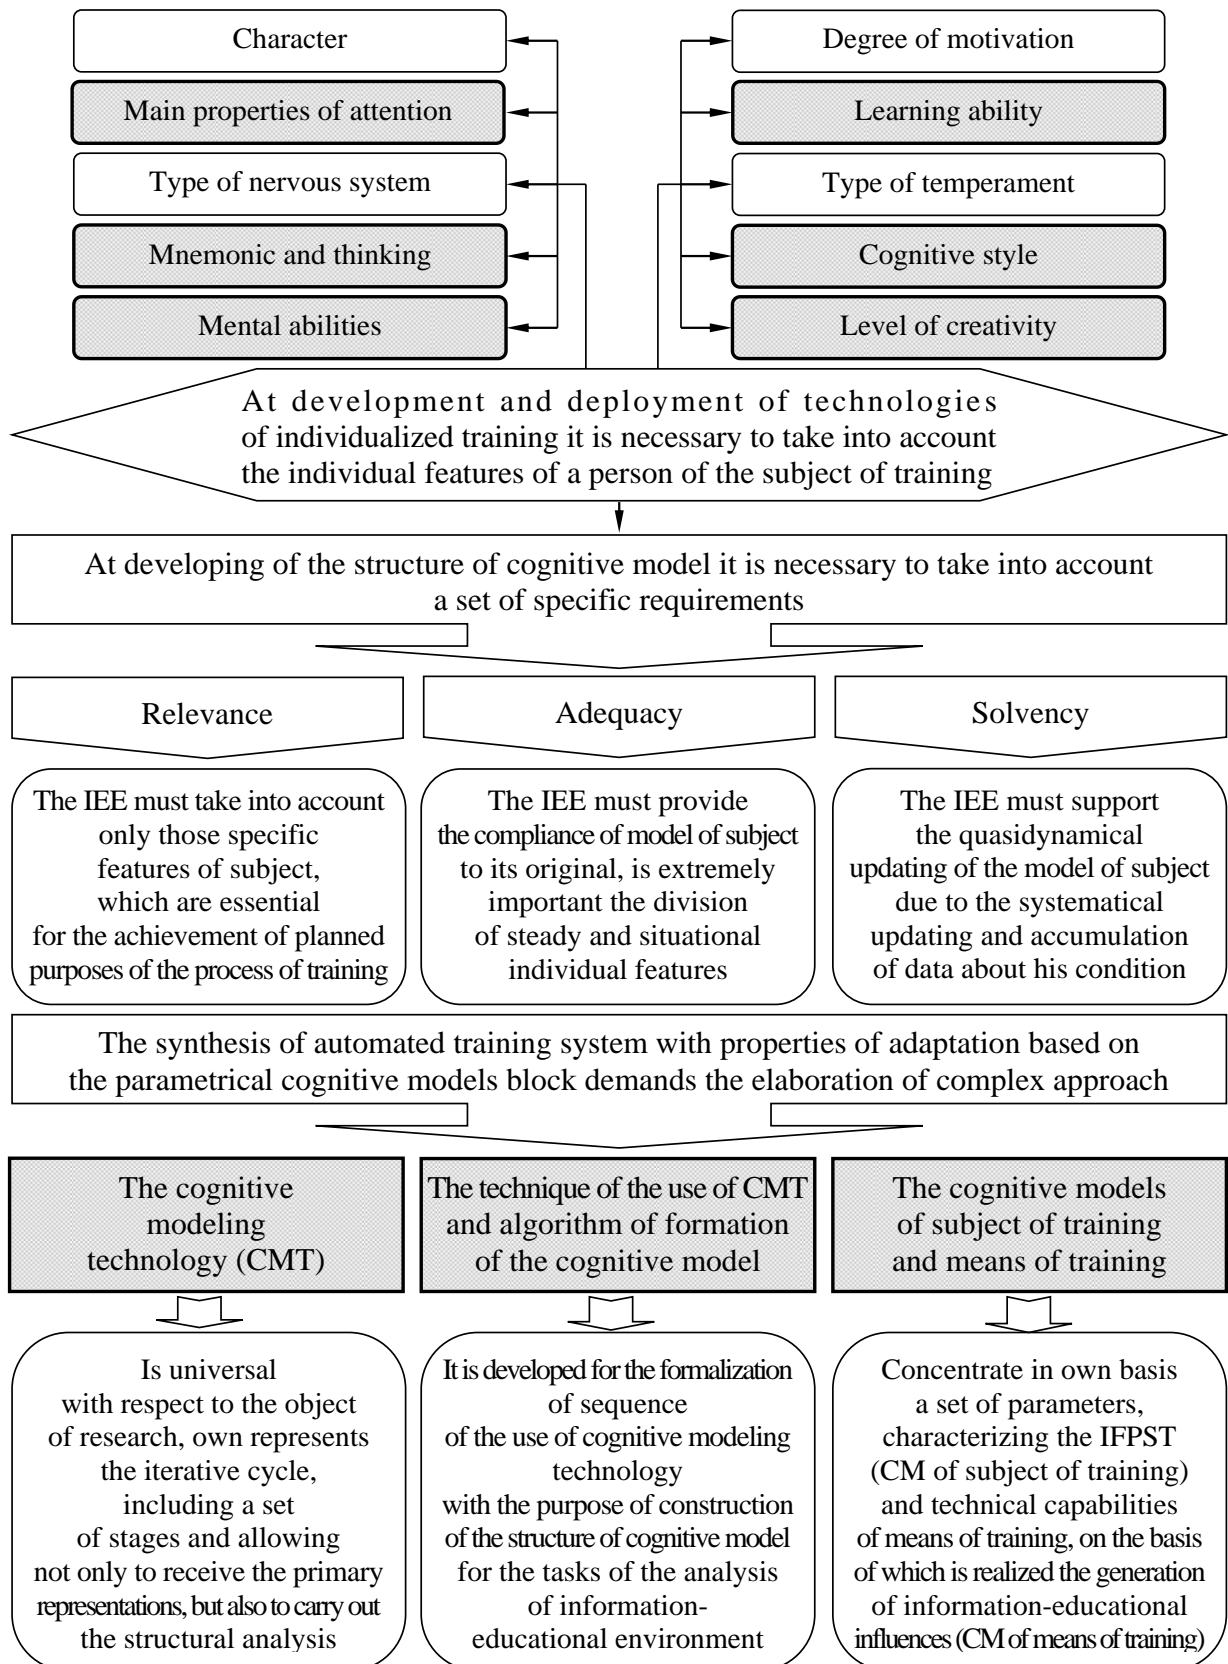 Character
Degree of motivation
Main properties of attention
Learning ability
Type of nervous system
Type of temperament
Mnemonic and thinking
Cognitive style
Mental abilities
Level of creativity
At development and deployment of technologies
of individualized training it is necessary to take into account
the individual features of a person of the subject of training
At developing of the structure of cognitive model it is necessary to take into account
a set of specific requirements
Relevance
Adequacy
Solvency
The IEE must take into account
only those specific
features of subject,
which are essential
for the achievement of planned
purposes of the process of training
The IEE must provide
the compliance of model of subject
to its original, is extremely
important the division
of steady and situational
individual features
The IEE must support
the quasidynamical
updating of the model of subject
due to the systematical
updating and accumulation
of data about his condition
The synthesis of automated training system with properties of adaptation based on
the parametrical cognitive models block demands the elaboration of complex approach
The cognitive
modeling
technology (CMT)
The technique of the use of CMT
and algorithm of formation
of the cognitive model
The cognitive models
of subject of training
and means of training
Is universal
with respect to the object
of research, own represents
the iterative cycle,
including a set
of stages and allowing
not only to receive the primary
representations, but also to carry out
the structural analysis
It is developed for the formalization
of sequence
of the use of cognitive modeling
technology
with the purpose of construction
of the structure of cognitive model
for the tasks of the analysis
of information-
educational environment
Concentrate in own basis
a set of parameters,
characterizing the IFPST
(CM of subject of training)
and technical capabilities
of means of training, on the basis
of which is realized the generation
of information-educational
influences (CM of means of training)